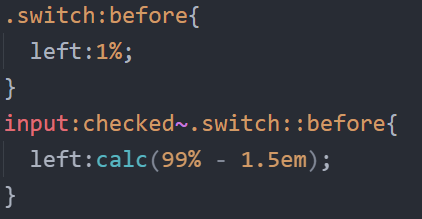 .switch:before{
left:1%;
}
input:checked~.switch::before{
left:calc(99% - 1.5em);
}